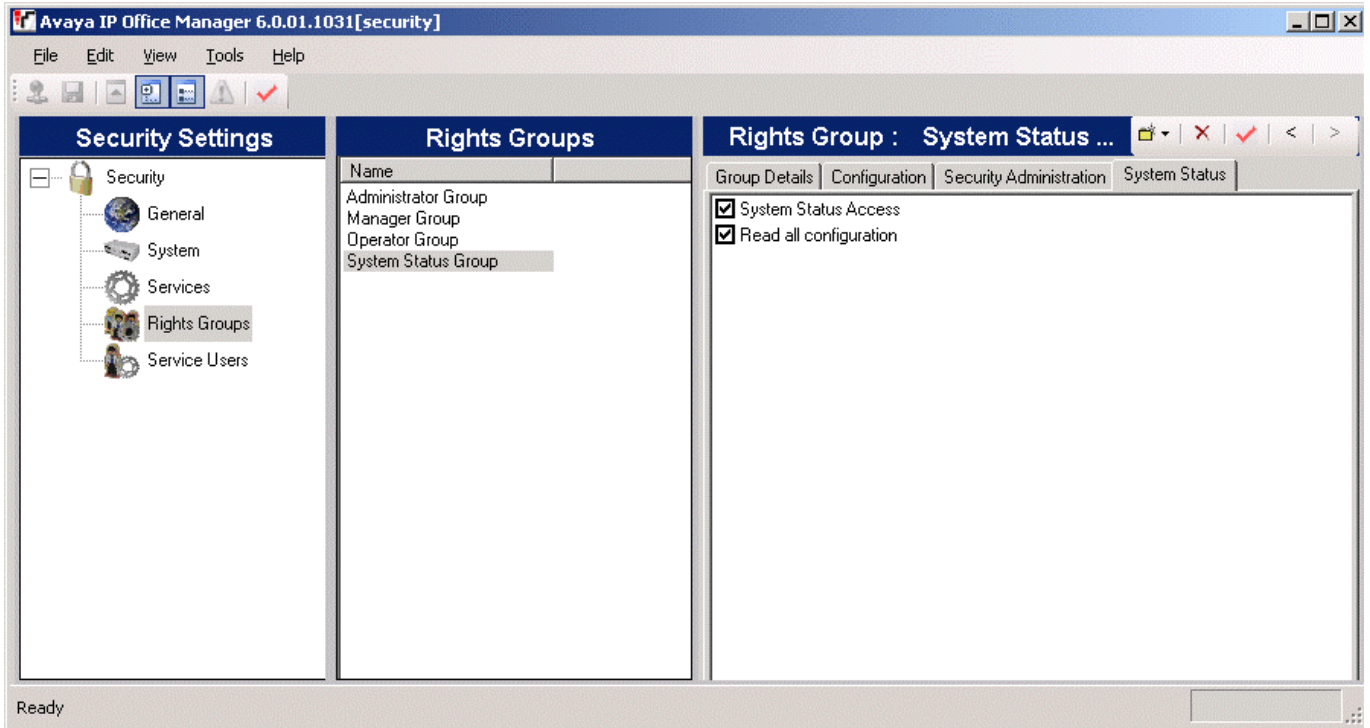 Avaya IP Office Manager 6.0.01.1031[security]
File Edit View Tools Help
Security Settings
Security
General
System
Services
Rights Groups
Service Users
Rights Groups
Name
Administrator Group
Manager Group
Operator Group
System Status Group
Rights Group : System Status ...
Group Details Configuration Security Administration System Status
System Status Access
Read all configuration
Ready